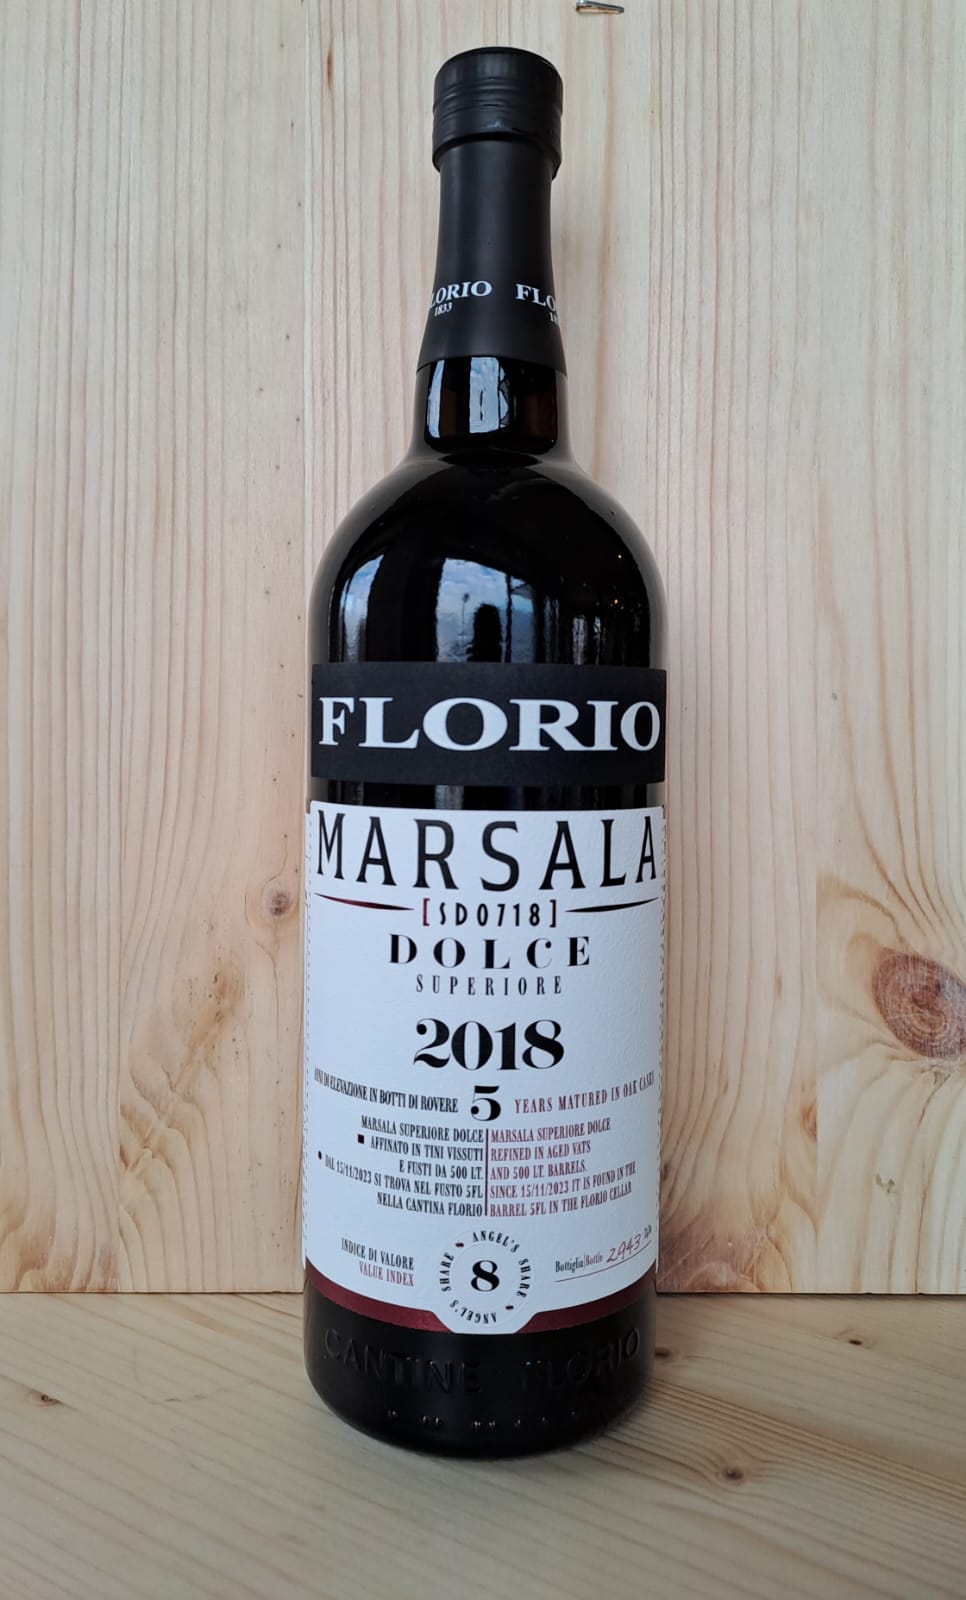 LORIO FLO
1833
FLORIO
MARSALA
[SD0718]
DOLCE
SUPERIORE
2018
DI ELEVAZIONE IN BOTTI DI ROVERE 5 YEARS MATURED IN OAK CASKS
MARSALA SUPERIORE DOLCE
AFFINATO IN TINI VISSUTI
E FUSTI DA 500 LT.
DAL 15/11/2023 SI TROVA NEL FUSTO 5FL
NELLA CANTINA FLORIO
MARSALA SUPERIORE DOLCE
REFINED IN AGED VATS
AND 500 LT. BARRELS.
SINCE 15/11/2023 IT IS FOUND IN THE
BARREL 5FL IN THE FLORIO CELLAR
INDICE DI VALORE
VALUE INDEX
ANGEL'S SHARE ANGEL'S SHARE
8
Bottiglia|Bottle 2943
CANTINE FLORIO